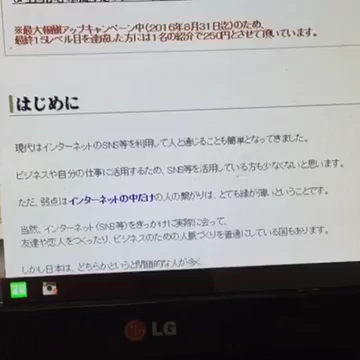 ※最大報酬アップキャンペーン中（2016年8月31日迄）のため、
最終15レベル目を達成した方には1名の紹介で250円とさせて頂いています。
はじめに
現代はインターネットのSNS等を利用して人と通じることも簡単となってきました。
ビジネスや自分の仕事に活用するため、SNS等を活用している方も少なくないと思います。
ただ、弱点はインターネットの中だけの人の繋がりは、とても縁が薄いということです。
当然、インターネット（SNS等）をきっかけに実際に会って、
友達や恋人をつくったり、ビジネスのための人脈づくりを普通にしている国もあります。
しかし日本は、どちらかというと閉鎖的な人が多く、
LG